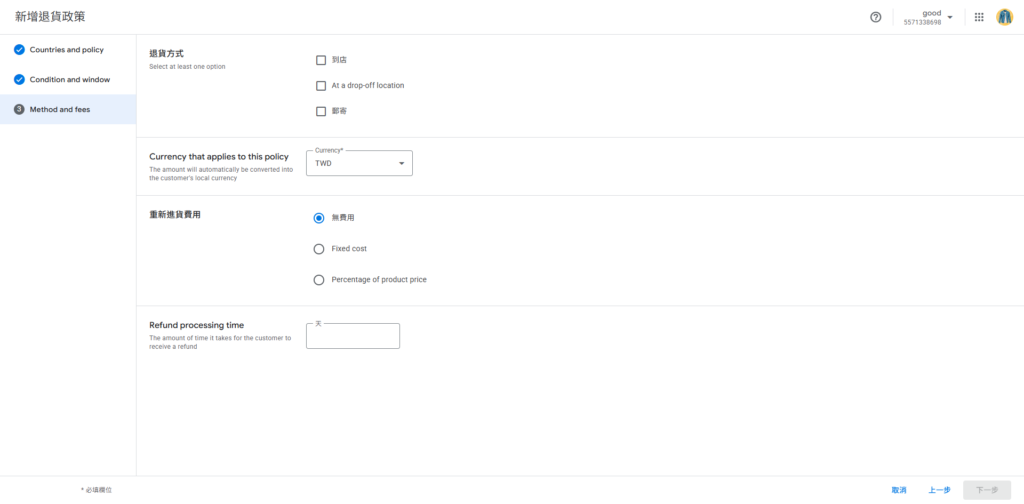 新增退貨政策
good
5571338698
Countries and policy
Condition and window
3 Method and fees
退貨方式
Select at least one option
到店
At a drop-off location
郵寄
Currency that applies to this policy
The amount will automatically be converted into
the customer's local currency
Currency*
TWD
重新進貨費用
無費用
Fixed cost
Percentage of product price
Refund processing time
The amount of time it takes for the customer to
receive a refund
天
* 必填欄位
取消
上一步
下一步